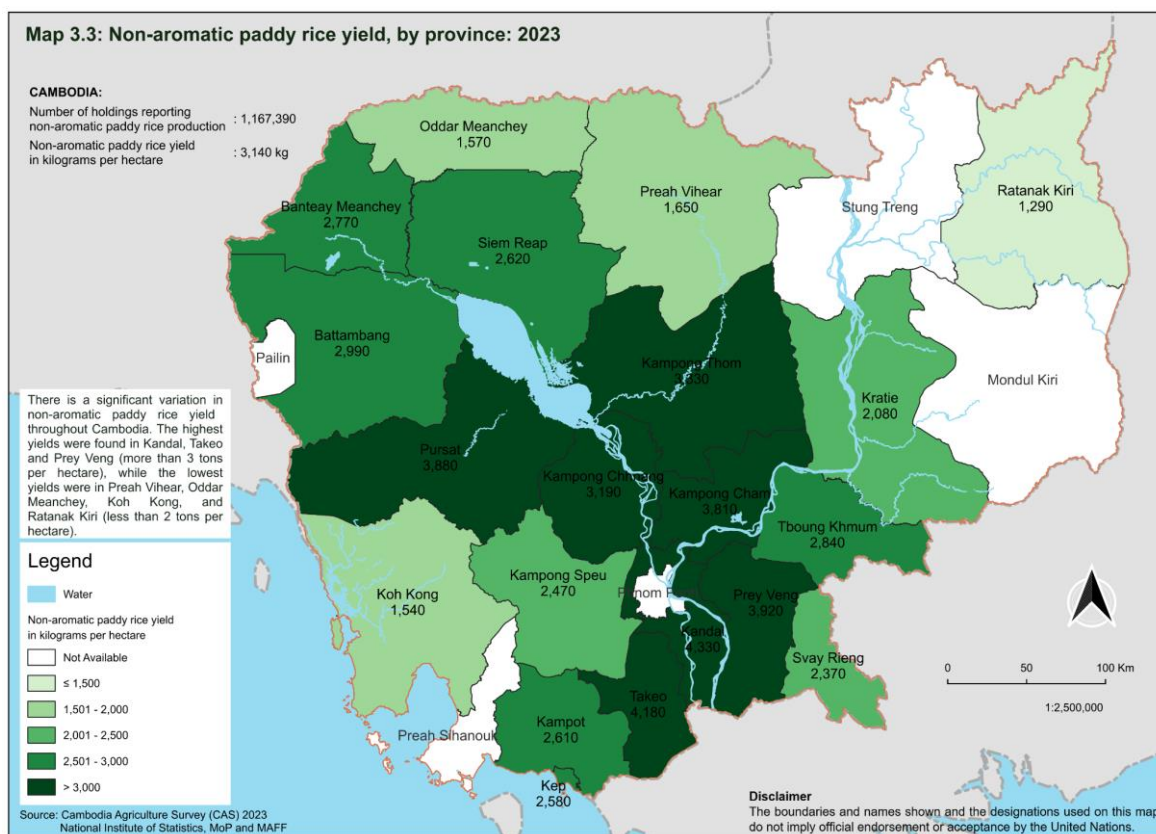 Map 3.3: Non-aromatic paddy rice yield, by province: 2023
CAMBODIA:
Number of holdings reporting
non-aromatic paddy rice production : 1,167,390
Non-aromatic paddy rice yield
in kilograms per hectare : 3,140 kg
Oddar Meanchey
1,570
Preah Vihear
1,650
Stung Treng
Ratanak Kiri
1,290
Banteay Meanchey
2,770
Siem Reap
2,620
Battambang
2,990
Pailin
Kampong Thom
3,330
Kratie
2,080
Mondul Kiri
Pursat
3,880
Kampong Chhnang
3,190
Kampong Cham
3,810
Tboung Khmum
2,840
Koh Kong
1,540
Kampong Speu
2,470
Phnom Penh
Prey Veng
3,920
Kandal
4,330
Svay Rieng
2,370
Takeo
4,180
Kampot
2,610
Preah Sihanouk
Kep
2,580
There is a significant variation in
non-aromatic paddy rice yield
throughout Cambodia. The highest
yields were found in Kandal, Takeo
and Prey Veng (more than 3 tons
per hectare), while the lowest
yields were in Preah Vihear, Oddar
Meanchey, Koh Kong, and
Ratanak Kiri (less than 2 tons per
hectare).
Legend
Water
Non-aromatic paddy rice yield
in kilograms per hectare
Not Available
≤ 1,500
1,501 - 2,000
2,001 - 2,500
2,501 - 3,000
> 3,000
0 50 100 Km
1:2,500,000
Source: Cambodia Agriculture Survey (CAS) 2023
National Institute of Statistics, MoP and MAFF
Disclaimer
The boundaries and names shown and the designations used on this map
do not imply official endorsement or acceptance by the United Nations.